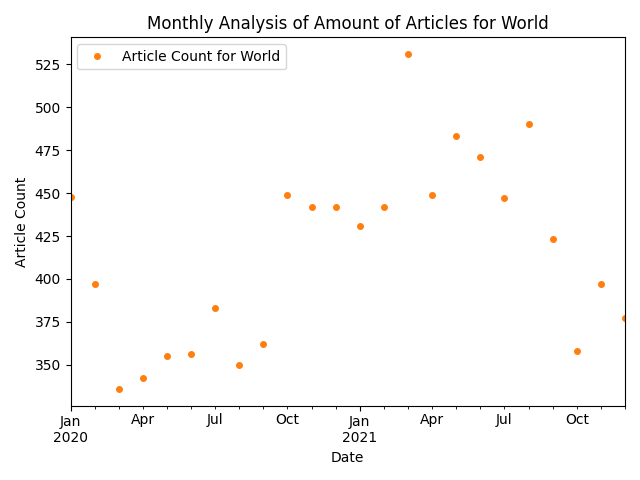 Monthly Analysis of Amount of Articles for World
Article Count for World
Article Count
525
500
475
450
425
400
375
350
Jan Apr Jul Oct Jan Apr Jul Oct
2020 2021
Date